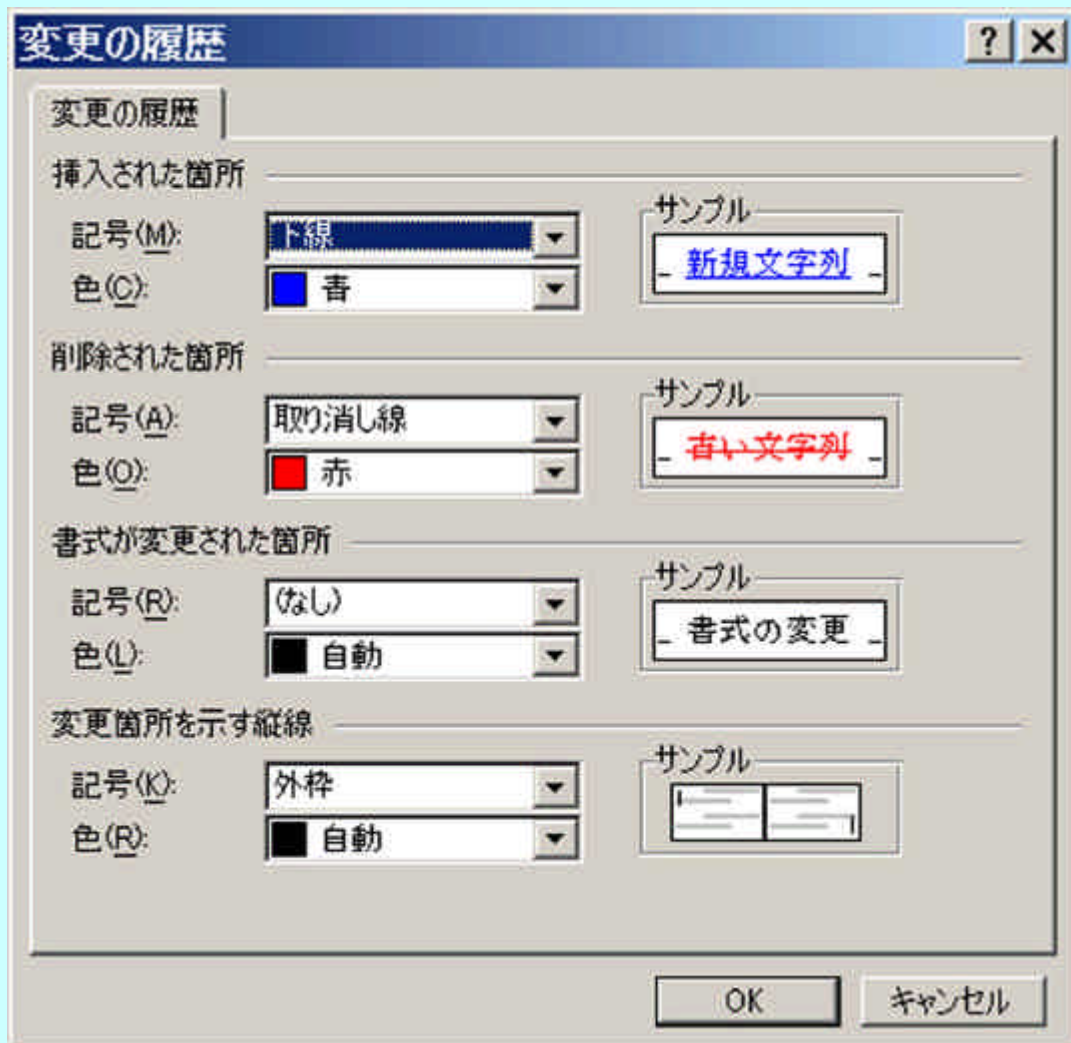 変更の履歴
変更の履歴
挿入された箇所
記号(M): 下線
色(C): 青
サンプル
新規文字列
削除された箇所
記号(A): 取り消し線
色(O): 赤
サンプル
古い文字列
書式が変更された箇所
記号(R): (なし)
色(L): 自動
サンプル
書式の変更
変更箇所を示す縦線
記号(K): 外枠
色(R): 自動
サンプル
OK キャンセル